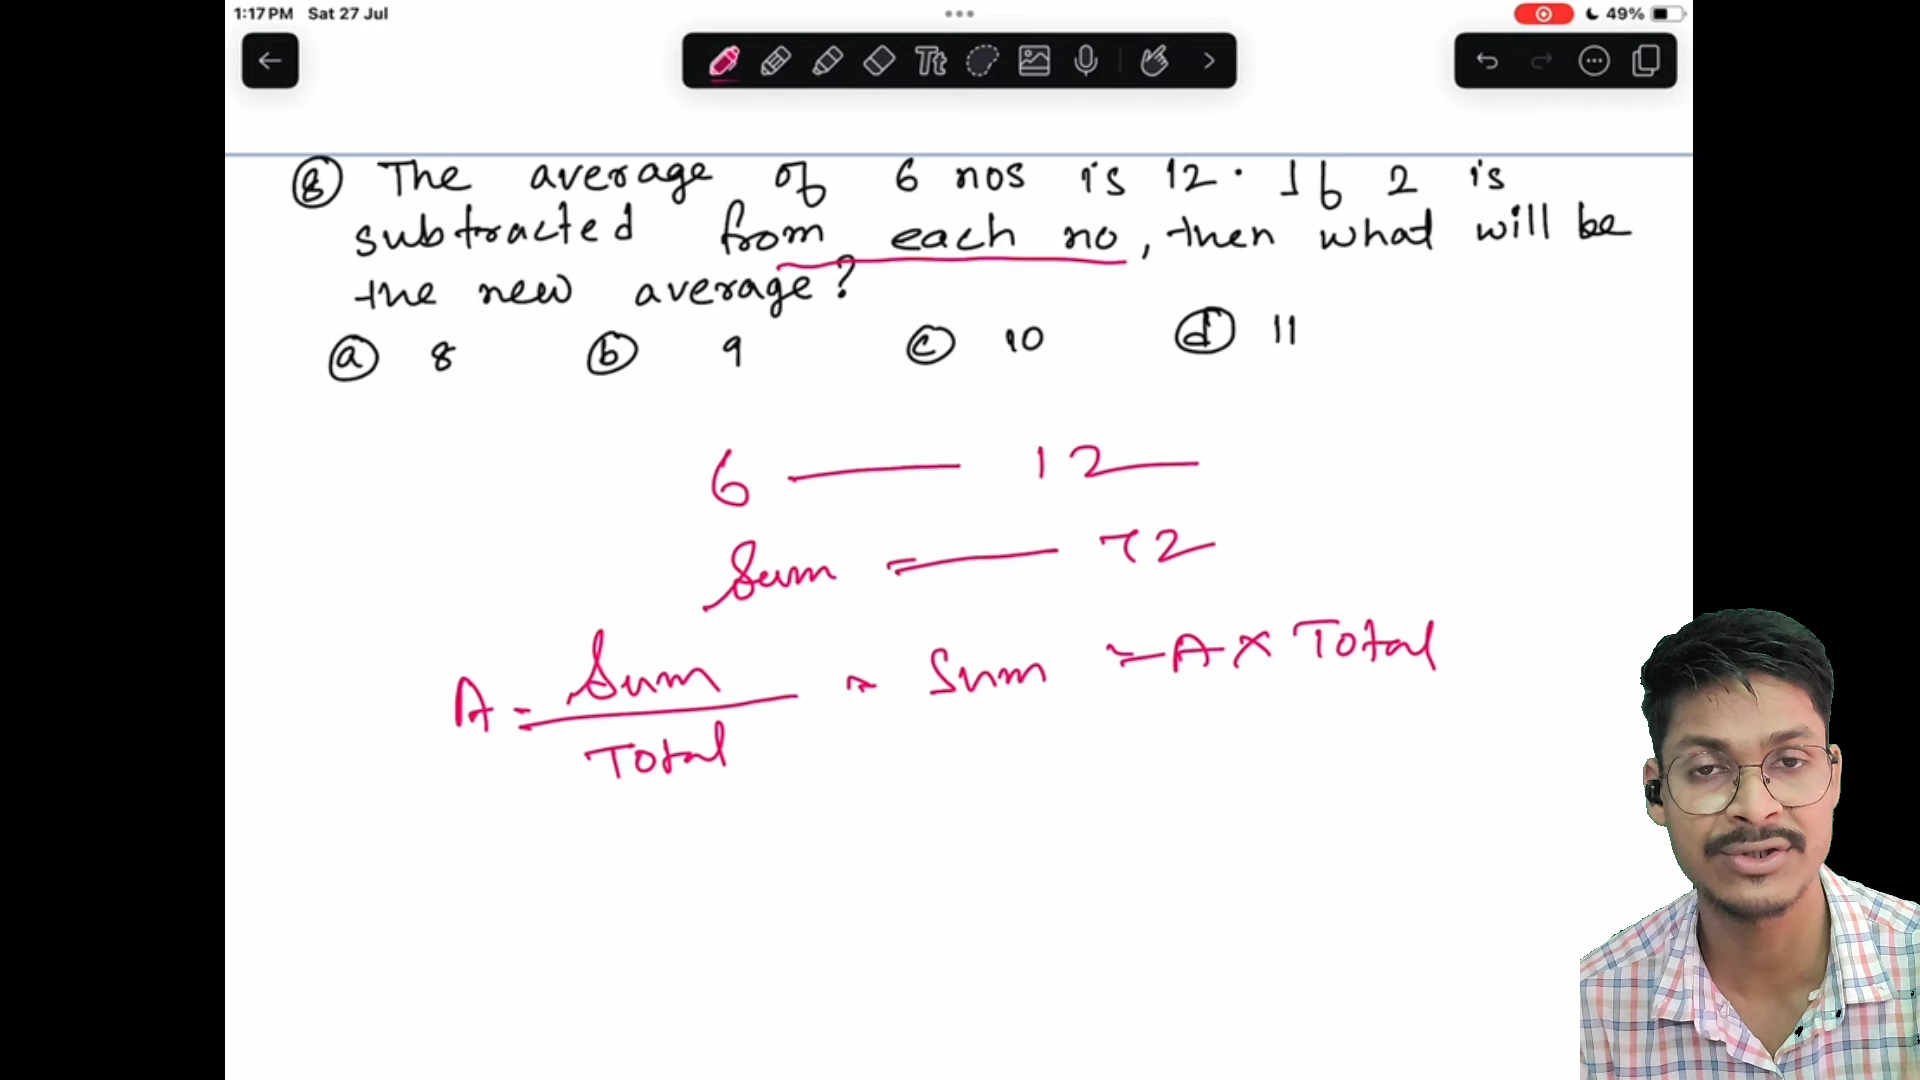 1:17 PM Sat 27 Jul
49%
Tt
⑧ The average of 6 nos is 12. If 2 is
subtracted from each no, then what will be
the new average?
ⓐ 8 ⓑ 9 ⓒ 10 ⓓ 11
6 — 12
Sum = 72
A = Sum / Total = Sum = A × Total